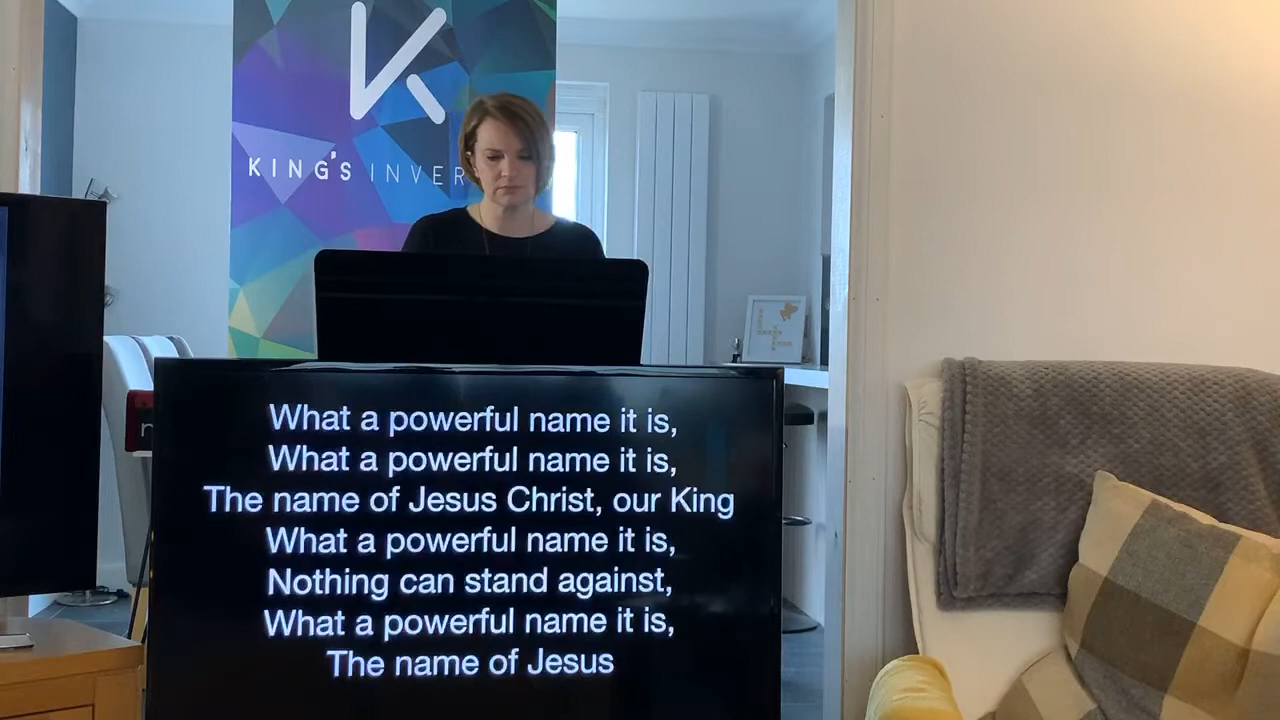 KING'S INVER
What a powerful name it is,
What a powerful name it is,
The name of Jesus Christ, our King
What a powerful name it is,
Nothing can stand against,
What a powerful name it is,
The name of Jesus